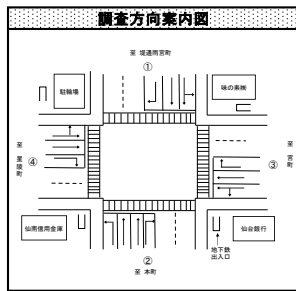 調査方向案内図
至 堤通雨宮町
①
駐輪場
味の素㈱
至 星陵町
④
③
至 宮町
仙南信用金庫
仙台銀行
地下鉄
出入口
②
至 本町